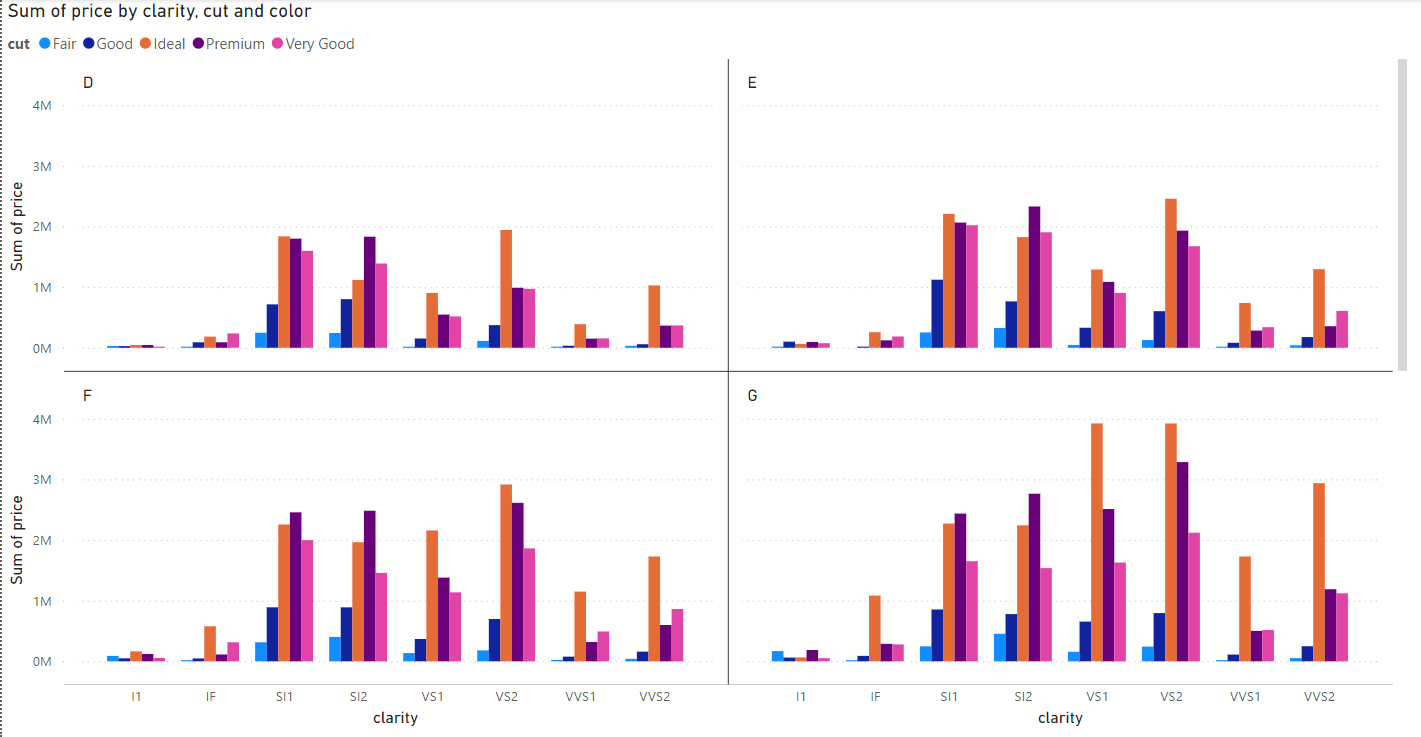 Sum of price by clarity, cut and color
cut Fair Good Ideal Premium Very Good
D
E
4M
3M
2M
1M
0M
Sum of price
F
G
4M
3M
2M
1M
0M
Sum of price
I1 IF SI1 SI2 VS1 VS2 VVS1 VVS2
I1 IF SI1 SI2 VS1 VS2 VVS1 VVS2
clarity
clarity